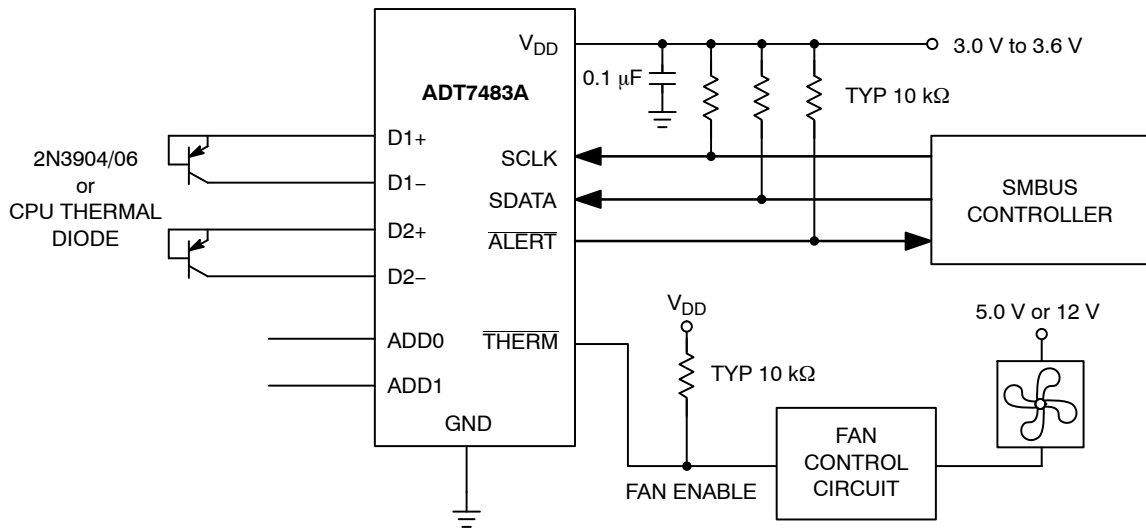 V_DD
3.0 V to 3.6 V
0.1 μF
ADT7483A
TYP 10 kΩ
D1+
2N3904/06
or
CPU THERMAL
DIODE
SCLK
D1−
SDATA
SMBUS
CONTROLLER
D2+
ALERT
D2−
V_DD
5.0 V or 12 V
ADD0
THERM
TYP 10 kΩ
ADD1
GND
FAN
CONTROL
CIRCUIT
FAN ENABLE